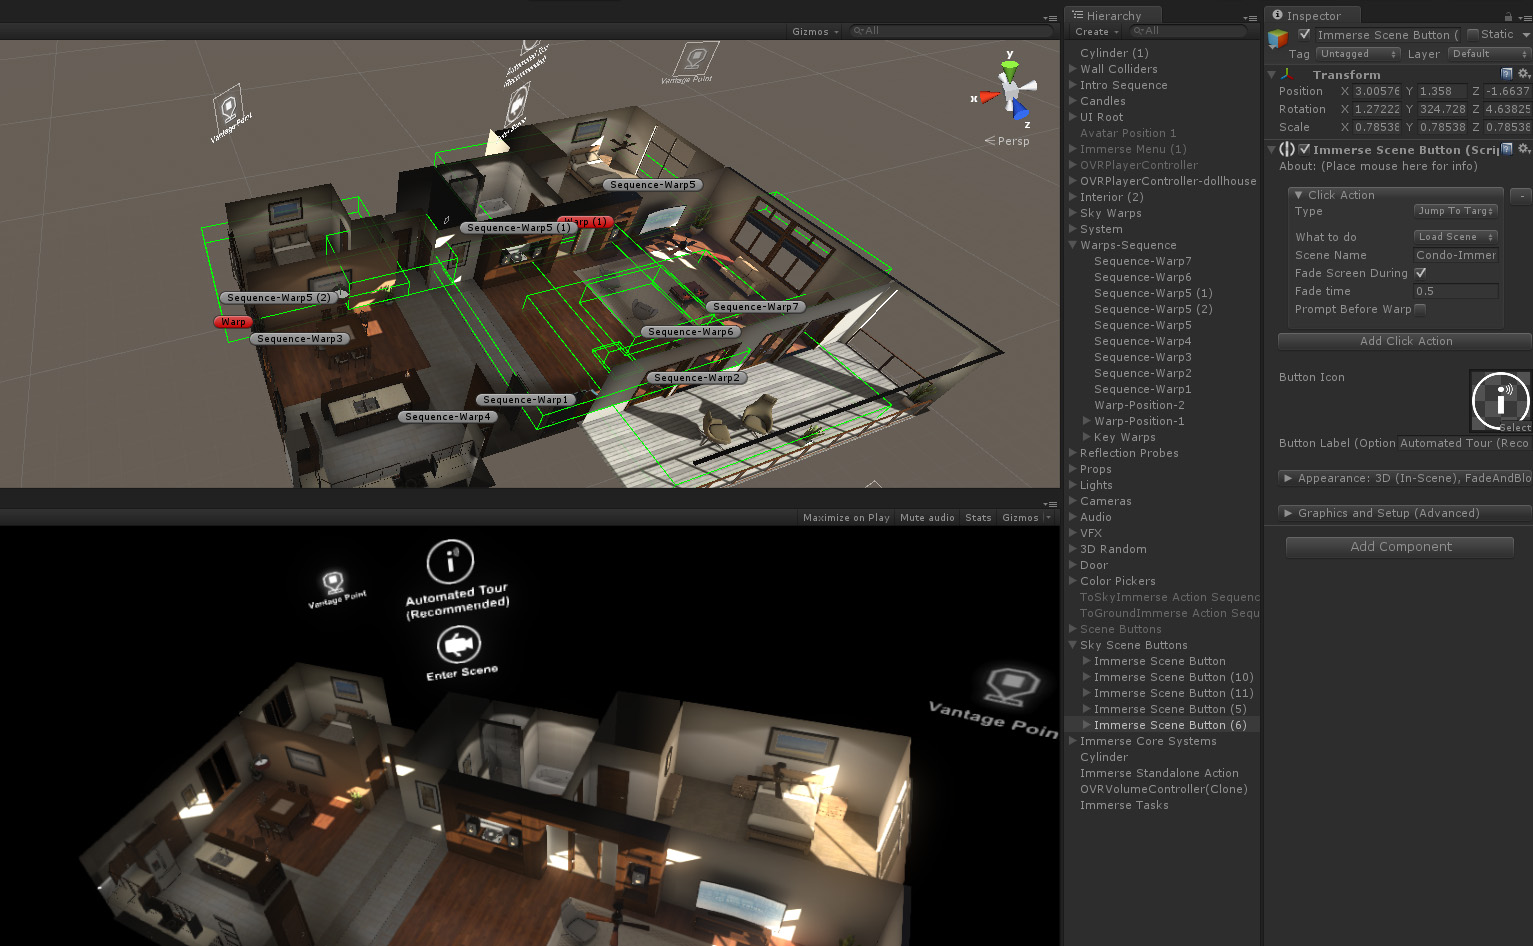 Gizmos
All
Vantage Point
Vantage Point
y
x
z
Persp
Sequence-Warp5
Warp (1)
Sequence-Warp5 (1)
Sequence-Warp5 (2)
Warp
Sequence-Warp3
Sequence-Warp7
Sequence-Warp6
Sequence-Warp2
Sequence-Warp1
Sequence-Warp4
Maximize on Play
Mute audio
Stats
Gizmos
Vantage Point
Automated Tour
(Recommended)
Enter Scene
Vantage Poin
Hierarchy
Create
All
Cylinder (1)
Wall Colliders
Intro Sequence
Candles
UI Root
Avatar Position 1
Immerse Menu (1)
OVRPlayerController
OVRPlayerController-dollhouse
Interior (2)
Sky Warps
System
Warps-Sequence
Sequence-Warp7
Sequence-Warp6
Sequence-Warp5 (1)
Sequence-Warp5 (2)
Sequence-Warp5
Sequence-Warp4
Sequence-Warp3
Sequence-Warp2
Sequence-Warp1
Warp-Position-2
Warp-Position-1
Key Warps
Reflection Probes
Props
Lights
Cameras
Audio
VFX
3D Random
Door
Color Pickers
ToSkyImmerse Action Sequenc
ToGroundImmerse Action Sequ
Scene Buttons
Sky Scene Buttons
Immerse Scene Button
Immerse Scene Button (10)
Immerse Scene Button (11)
Immerse Scene Button (5)
Immerse Scene Button (6)
Immerse Core Systems
Cylinder
Immerse Standalone Action
OVRVolumeController(Clone)
Immerse Tasks
Inspector
Immerse Scene Button ( Static
Tag Untagged Layer Default
Transform
Position X 3.00576 Y 1.358 Z -1.6637
Rotation X 1.27222 Y 324.728 Z 4.63825
Scale X 0.78538 Y 0.78538 Z 0.78538
Immerse Scene Button (Scrip
About: (Place mouse here for info)
Click Action
-
Type Jump To Targ
What to do Load Scene
Scene Name Condo-Immer
Fade Screen During
Fade time 0.5
Prompt Before Warp
Add Click Action
Button Icon
Select
Button Label (Option Automated Tour (Reco
Appearance: 3D (In-Scene), FadeAndBlo
Graphics and Setup (Advanced)
Add Component